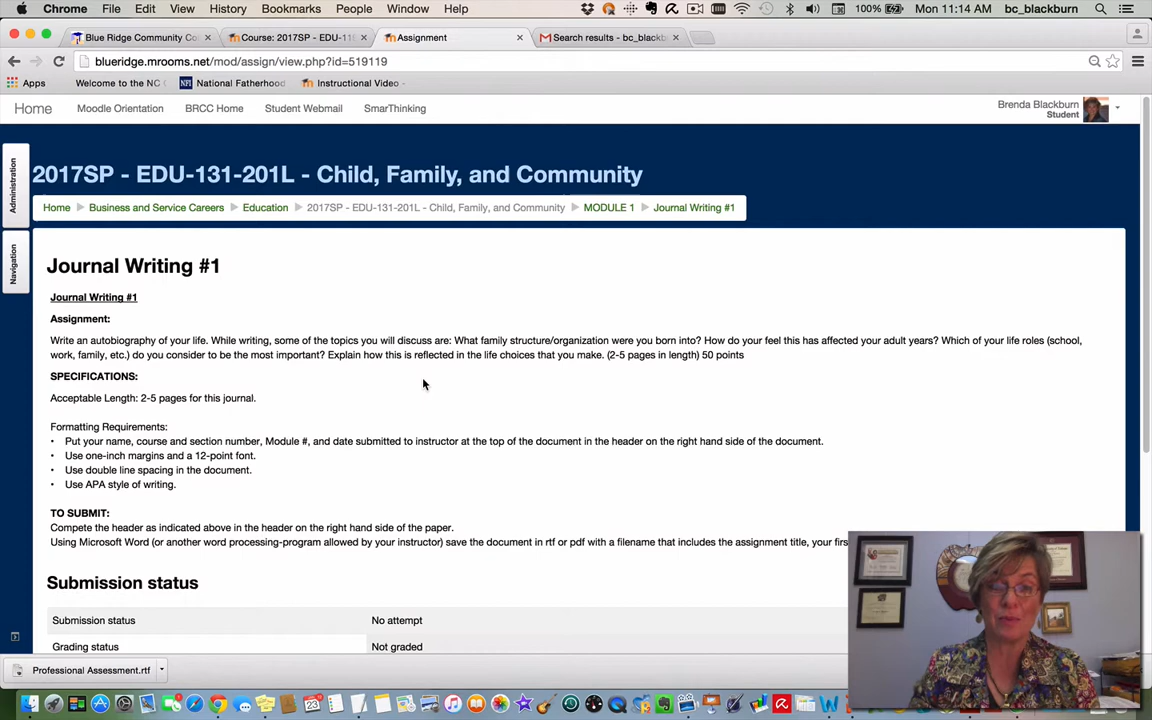 Chrome File Edit View History Bookmarks People Window Help 100% Mon 11:14 AM bc_blackburn
Blue Ridge Community Co Course: 2017SP - EDU-11 Assignment Search results - bc_blackb
blueridge.mrooms.net/mod/assign/view.php?id=519119
Apps Welcome to the NC NFI National Fatherhood Instructional Video -
Home Moodle Orientation BRCC Home Student Webmail SmarThinking Brenda Blackburn
Student
Administration
2017SP - EDU-131-201L - Child, Family, and Community
Home Business and Service Careers Education 2017SP - EDU-131-201L - Child, Family, and Community MODULE 1 Journal Writing #1
Navigation
Journal Writing #1
Journal Writing #1
Assignment:
Write an autobiography of your life. While writing, some of the topics you will discuss are: What family structure/organization were you born into? How do your feel this has affected your adult years? Which of your life roles (school,
work, family, etc.) do you consider to be the most important? Explain how this is reflected in the life choices that you make. (2-5 pages in length) 50 points
SPECIFICATIONS:
Acceptable Length: 2-5 pages for this journal.
Formatting Requirements:
• Put your name, course and section number, Module #, and date submitted to instructor at the top of the document in the header on the right hand side of the document.
• Use one-inch margins and a 12-point font.
• Use double line spacing in the document.
• Use APA style of writing.
TO SUBMIT:
Compete the header as indicated above in the header on the right hand side of the paper.
Using Microsoft Word (or another word processing-program allowed by your instructor) save the document in rtf or pdf with a filename that includes the assignment title, your first
Submission status
Submission status No attempt
Grading status Not graded
Professional Assessment.rtf